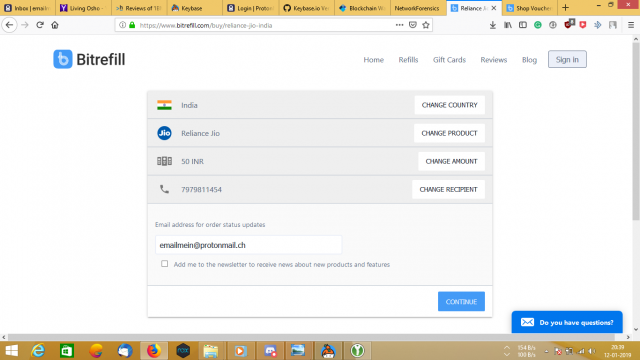 Inbox | emailm
Living Osho -
Reviews of 18
Keybase
Login | Proton
Keybase.io Ve
Blockchain W
NetworkForensics
Reliance Jio
Shop Voucher
https://www.bitrefill.com/buy/reliance-jio-india
Bitrefill
Home Refills Gift Cards Reviews Blog Sign in
India CHANGE COUNTRY
Jio Reliance Jio CHANGE PRODUCT
50 INR CHANGE AMOUNT
7979811454 CHANGE RECIPIENT
Email address for order status updates
emailmein@protonmail.ch
Add me to the newsletter to receive news about new products and features
CONTINUE
Do you have questions?
154 B/s
100 B/s
20:39
12-01-2019